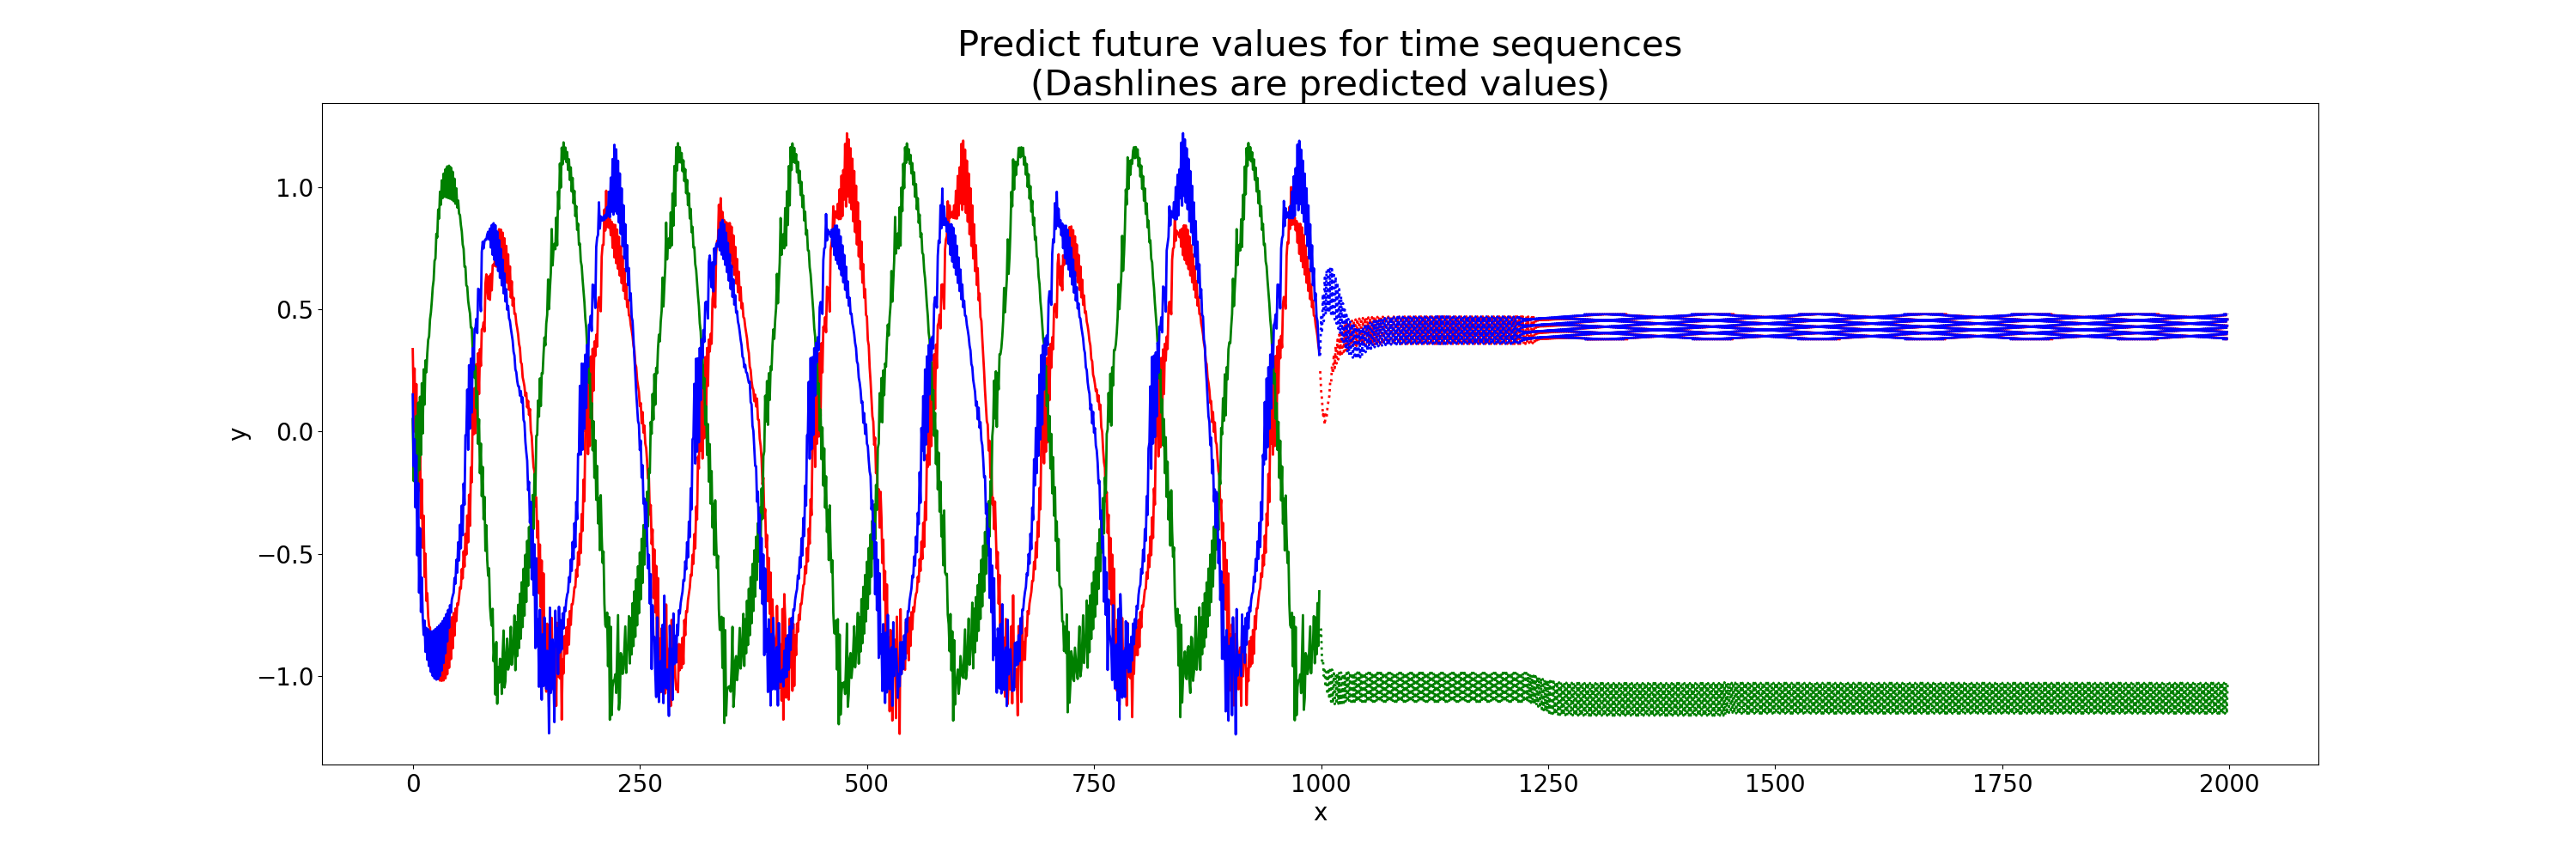 Predict future values for time sequences
(Dashlines are predicted values)
1.0
0.5
0.0
−0.5
−1.0
y
0 250 500 750 1000 1250 1500 1750 2000
x